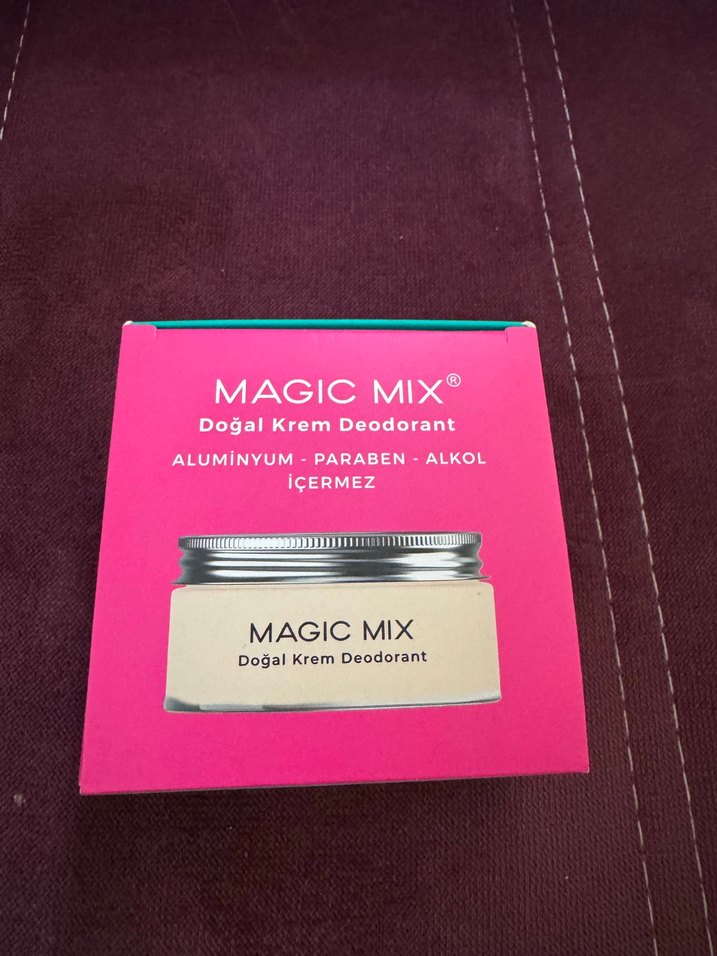 MAGIC MIX®
Doğal Krem Deodorant
ALUMİNYUM - PARABEN - ALKOL
İÇERMEZ
MAGIC MIX
Doğal Krem Deodorant